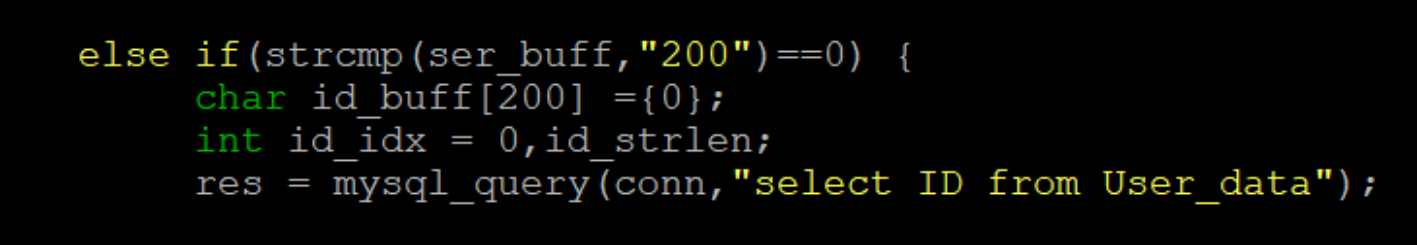 else if(strcmp(ser_buff,"200")==0) {
char id_buff[200] ={0};
int id_idx = 0,id_strlen;
res = mysql_query(conn,"select ID from User_data");